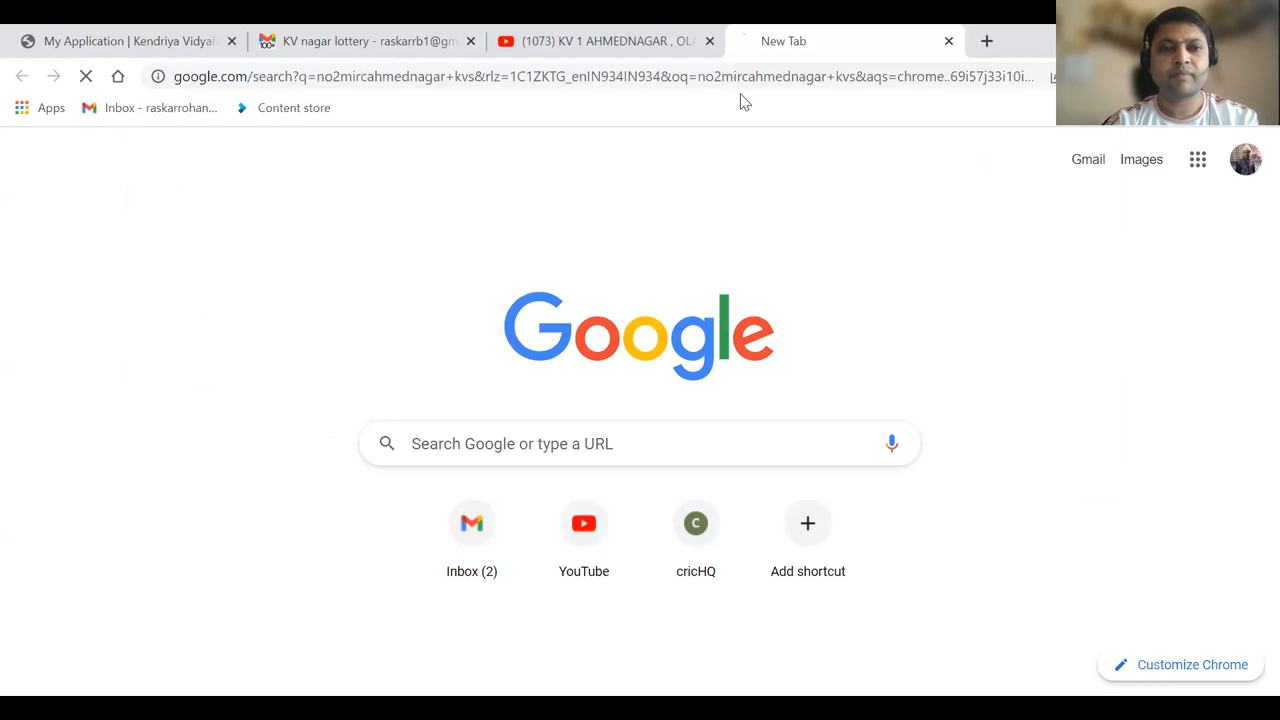 My Application | Kendriya Vidyal
KV nagar lottery - raskarrb1@gm
(1073) KV 1 AHMEDNAGAR , OLA
New Tab
google.com/search?q=no2mircahmednagar+kvs&rlz=1C1ZKTG_enIN934IN934&oq=no2mircahmednagar+kvs&aqs=chrome..69i57j33i10i...
Apps
Inbox - raskarrohan...
Content store
Gmail
Images
Google
Search Google or type a URL
C
Inbox (2)
YouTube
cricHQ
Add shortcut
Customize Chrome